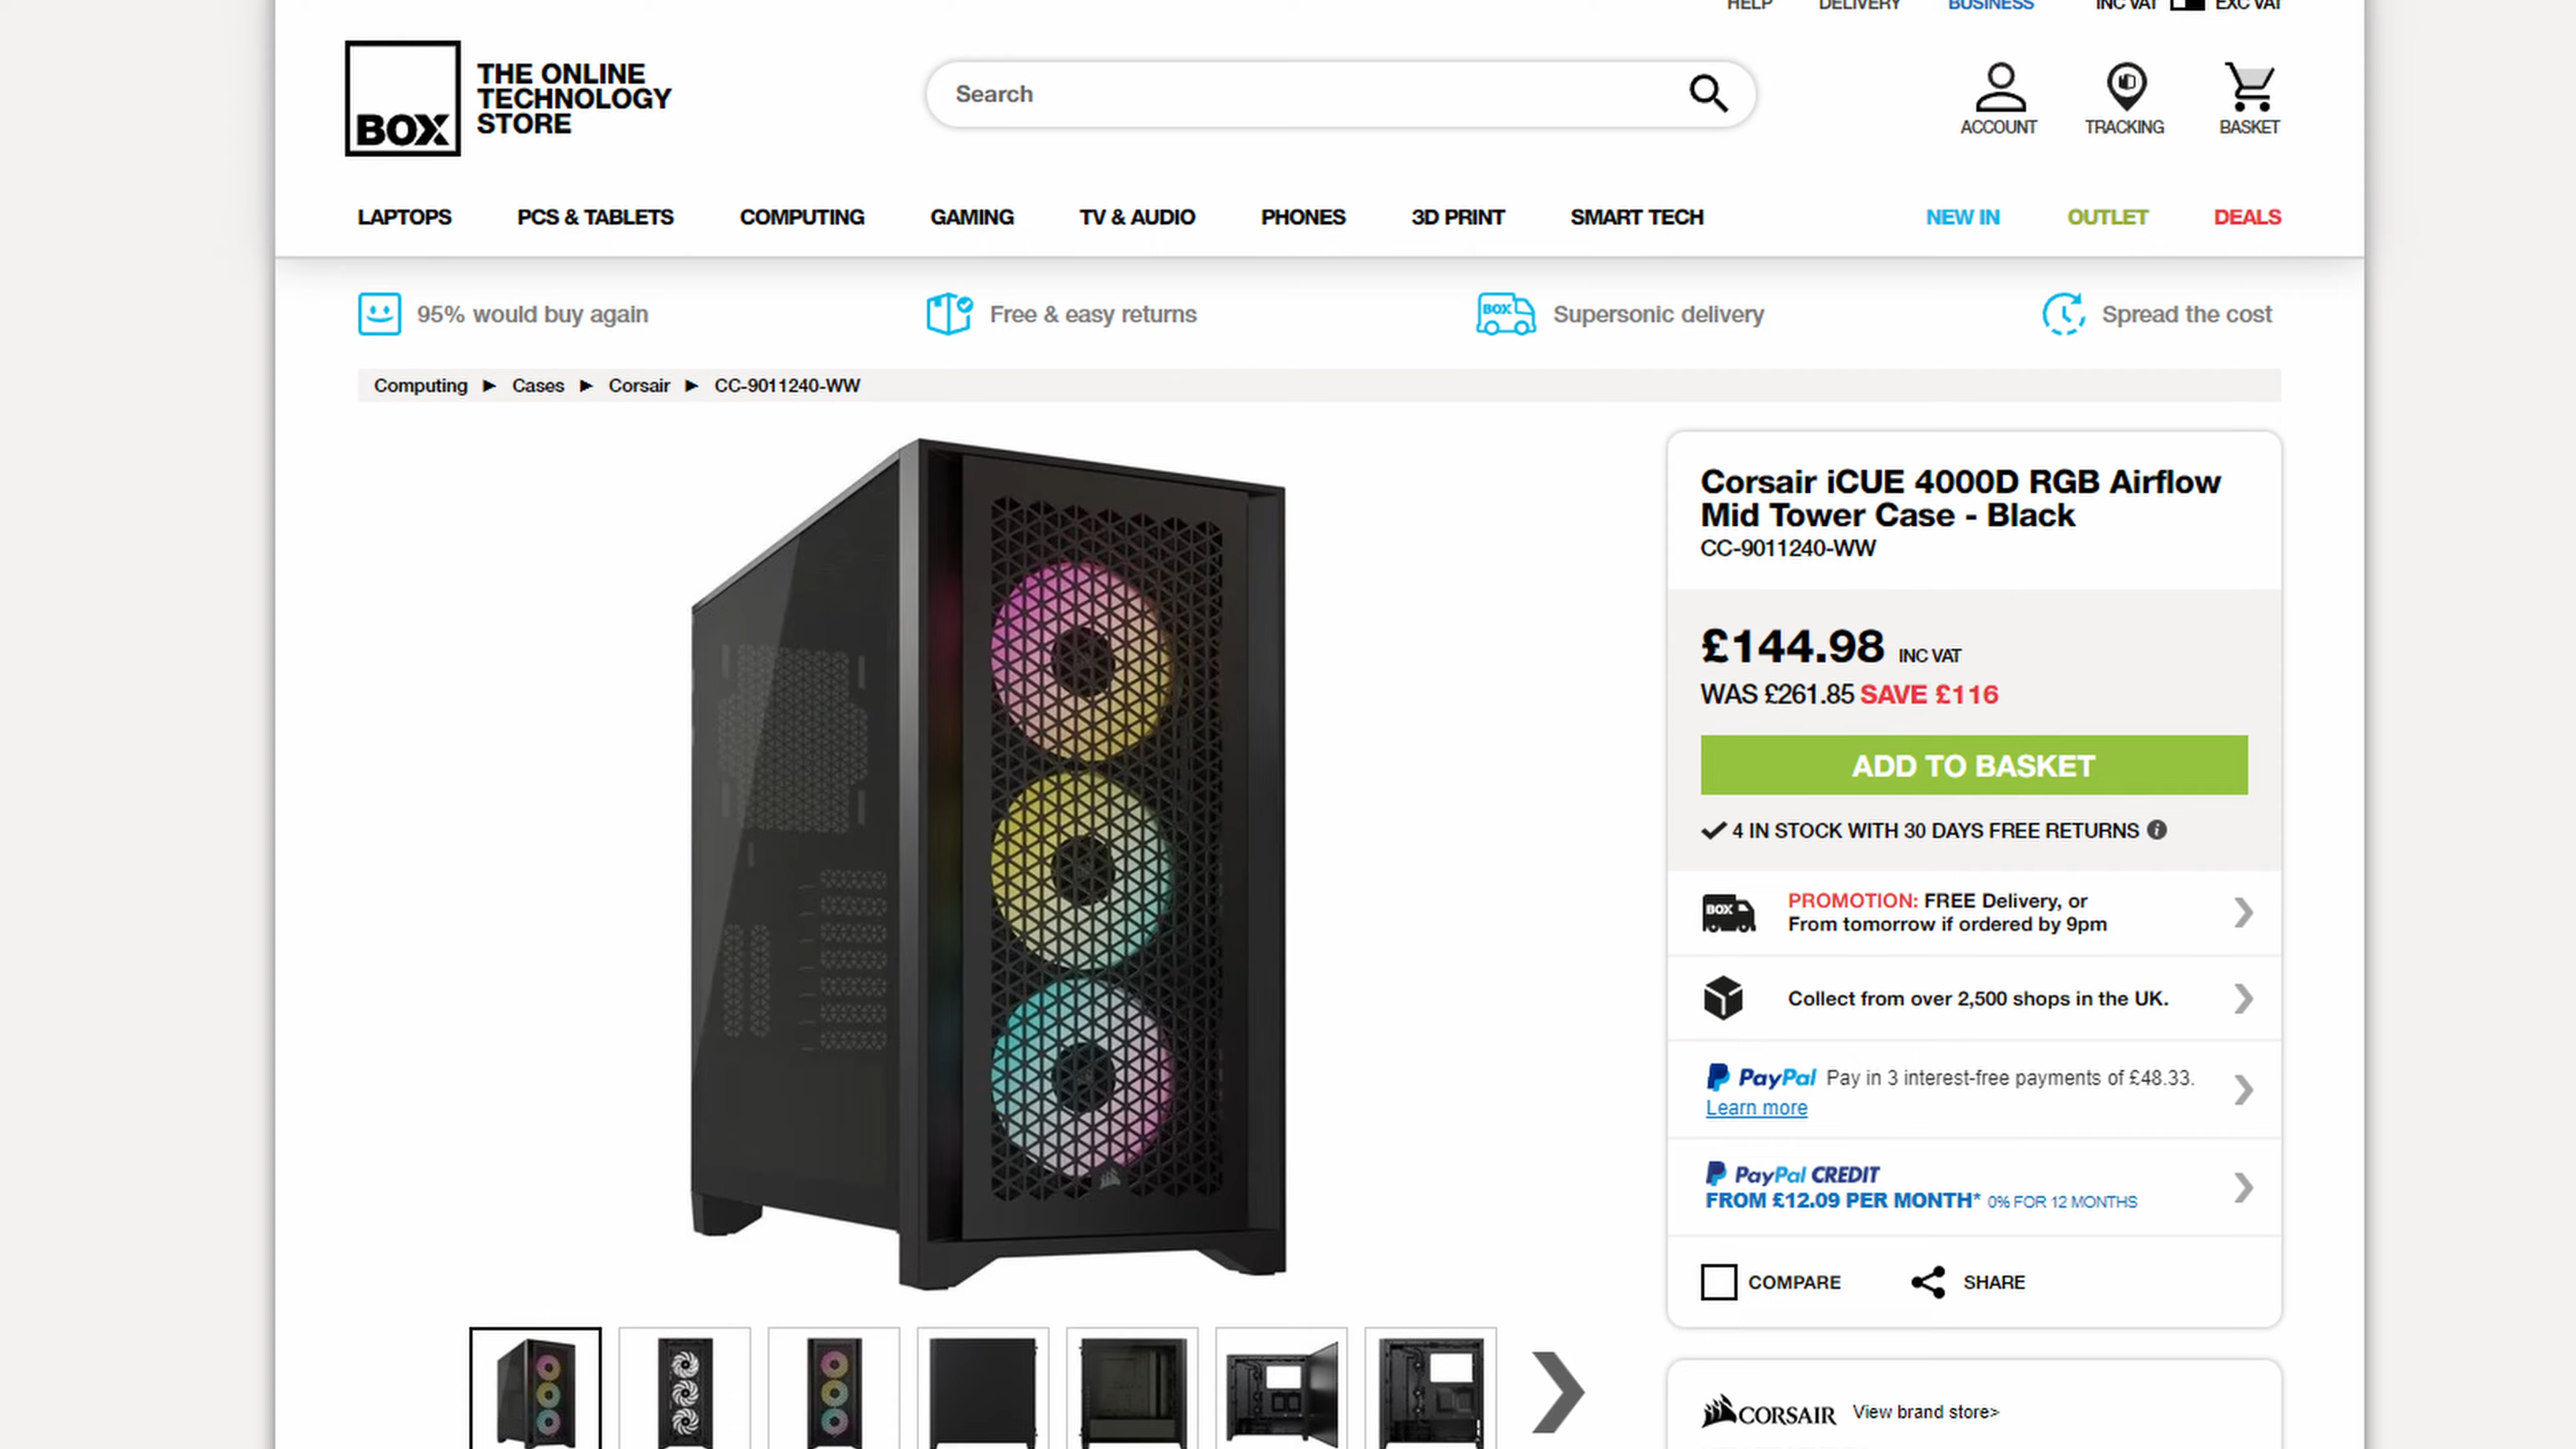 HELP DELIVERY BUSINESS INC VAT EXC VAT
BOX
THE ONLINE
TECHNOLOGY
STORE
Search
ACCOUNT TRACKING BASKET
LAPTOPS PCS & TABLETS COMPUTING GAMING TV & AUDIO PHONES 3D PRINT SMART TECH NEW IN OUTLET DEALS
95% would buy again Free & easy returns BOX Supersonic delivery Spread the cost
Computing ► Cases ► Corsair ► CC-9011240-WW
Corsair iCUE 4000D RGB Airflow
Mid Tower Case - Black
CC-9011240-WW
£144.98 INC VAT
WAS £261.85 SAVE £116
ADD TO BASKET
4 IN STOCK WITH 30 DAYS FREE RETURNS
BOX
PROMOTION: FREE Delivery, or
From tomorrow if ordered by 9pm
Collect from over 2,500 shops in the UK.
PayPal Pay in 3 interest-free payments of £48.33.
Learn more
PayPal CREDIT
FROM £12.09 PER MONTH* 0% FOR 12 MONTHS
COMPARE SHARE
CORSAIR View brand store>